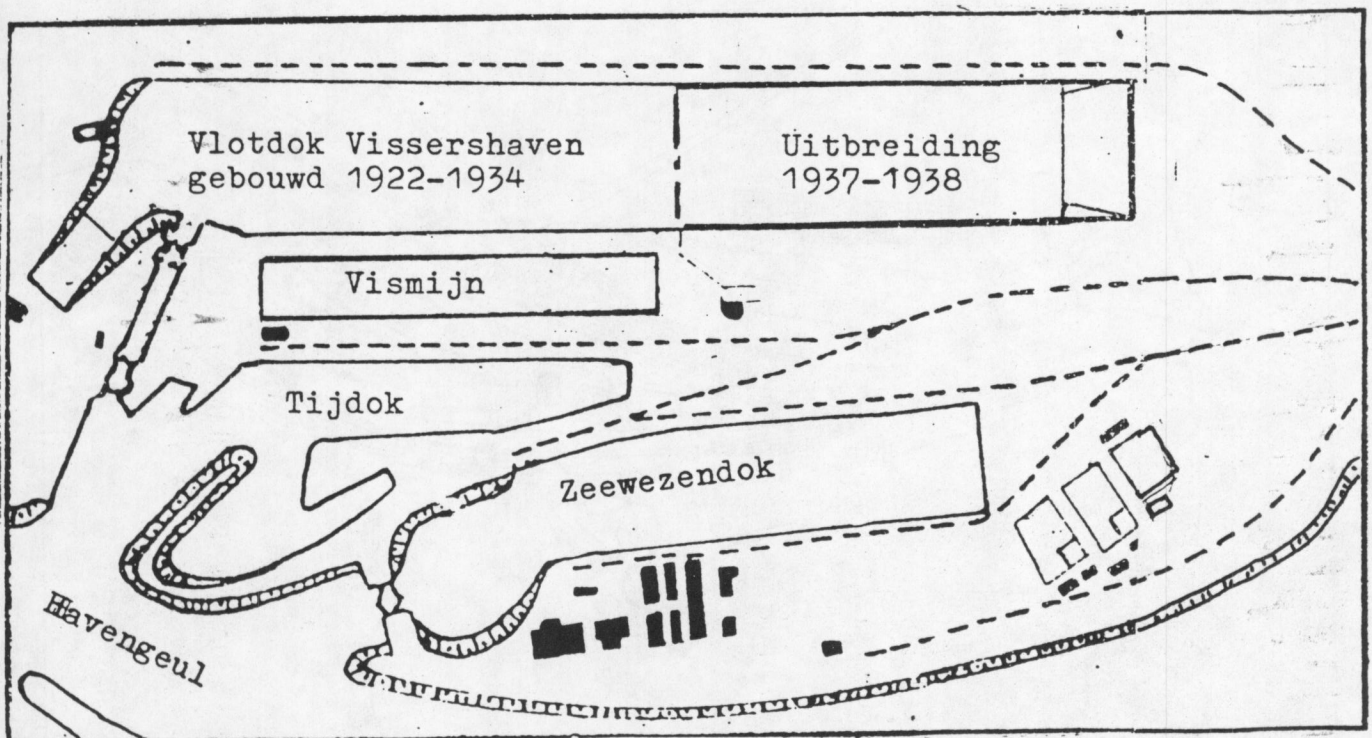 Vlotdok Vissershaven
gebouwd 1922-1934
Uitbreiding
1937-1938
Vismijn
Tijdok
Zeewezendok
Havengeul